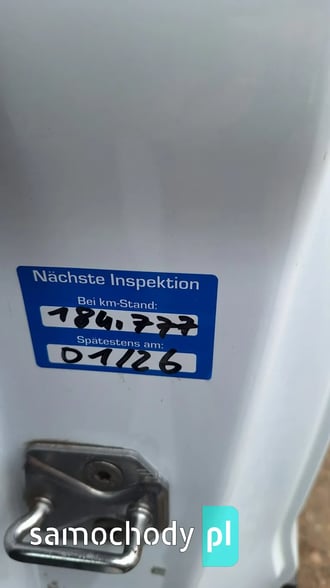 Nächste Inspektion
Bei km-Stand:
184.777
Spätestens am:
01/26
samochody pl